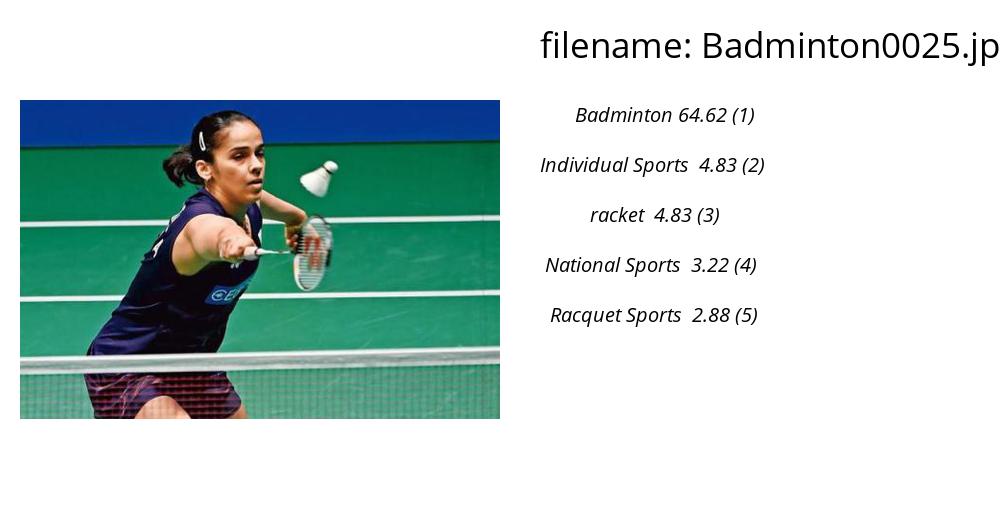 filename: Badminton0025.jp
Badminton 64.62 (1)
Individual Sports 4.83 (2)
racket 4.83 (3)
National Sports 3.22 (4)
Racquet Sports 2.88 (5)